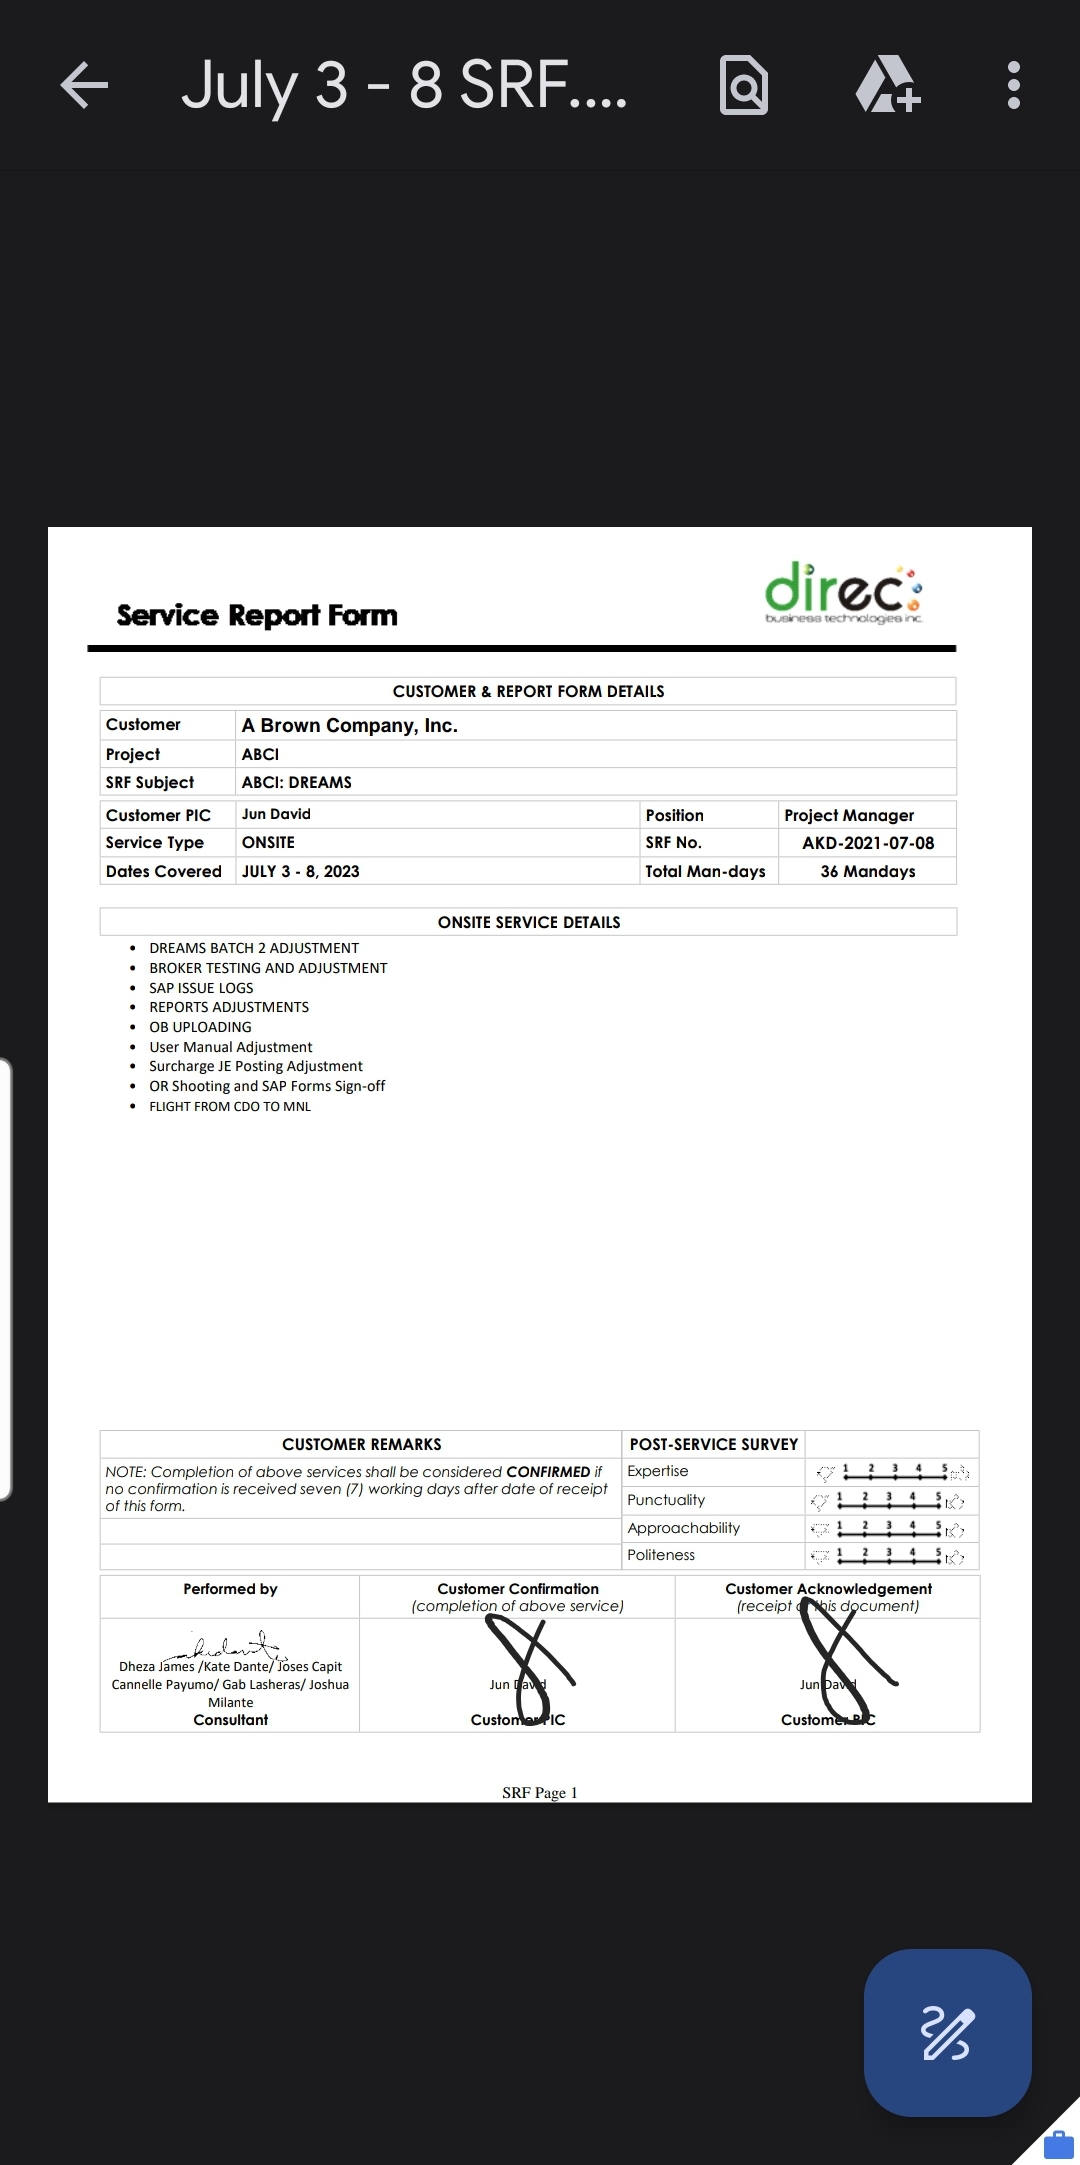 July 3 - 8 SRF....
direc
business technologies inc.
Service Report Form
CUSTOMER & REPORT FORM DETAILS
Customer A Brown Company, Inc.
Project ABCI
SRF Subject ABCI: DREAMS
Customer PIC Jun David Position Project Manager
Service Type ONSITE SRF No. AKD-2021-07-08
Dates Covered JULY 3 - 8, 2023 Total Man-days 36 Mandays
ONSITE SERVICE DETAILS
• DREAMS BATCH 2 ADJUSTMENT
• BROKER TESTING AND ADJUSTMENT
• SAP ISSUE LOGS
• REPORTS ADJUSTMENTS
• OB UPLOADING
• User Manual Adjustment
• Surcharge JE Posting Adjustment
• OR Shooting and SAP Forms Sign-off
• FLIGHT FROM CDO TO MNL
CUSTOMER REMARKS POST-SERVICE SURVEY
NOTE: Completion of above services shall be considered CONFIRMED if
no confirmation is received seven (7) working days after date of receipt
of this form.
Expertise 1 2 3 4 5
Punctuality 1 2 3 4 5
Approachability 1 2 3 4 5
Politeness 1 2 3 4 5
Performed by Customer Confirmation Customer Acknowledgement
(completion of above service) (receipt of this document)
Dheza James /Kate Dante/ Joses Capit
Cannelle Payumo/ Gab Lasheras/ Joshua
Milante
Consultant
Jun David
Customer PIC
Jun David
Customer PIC
SRF Page 1